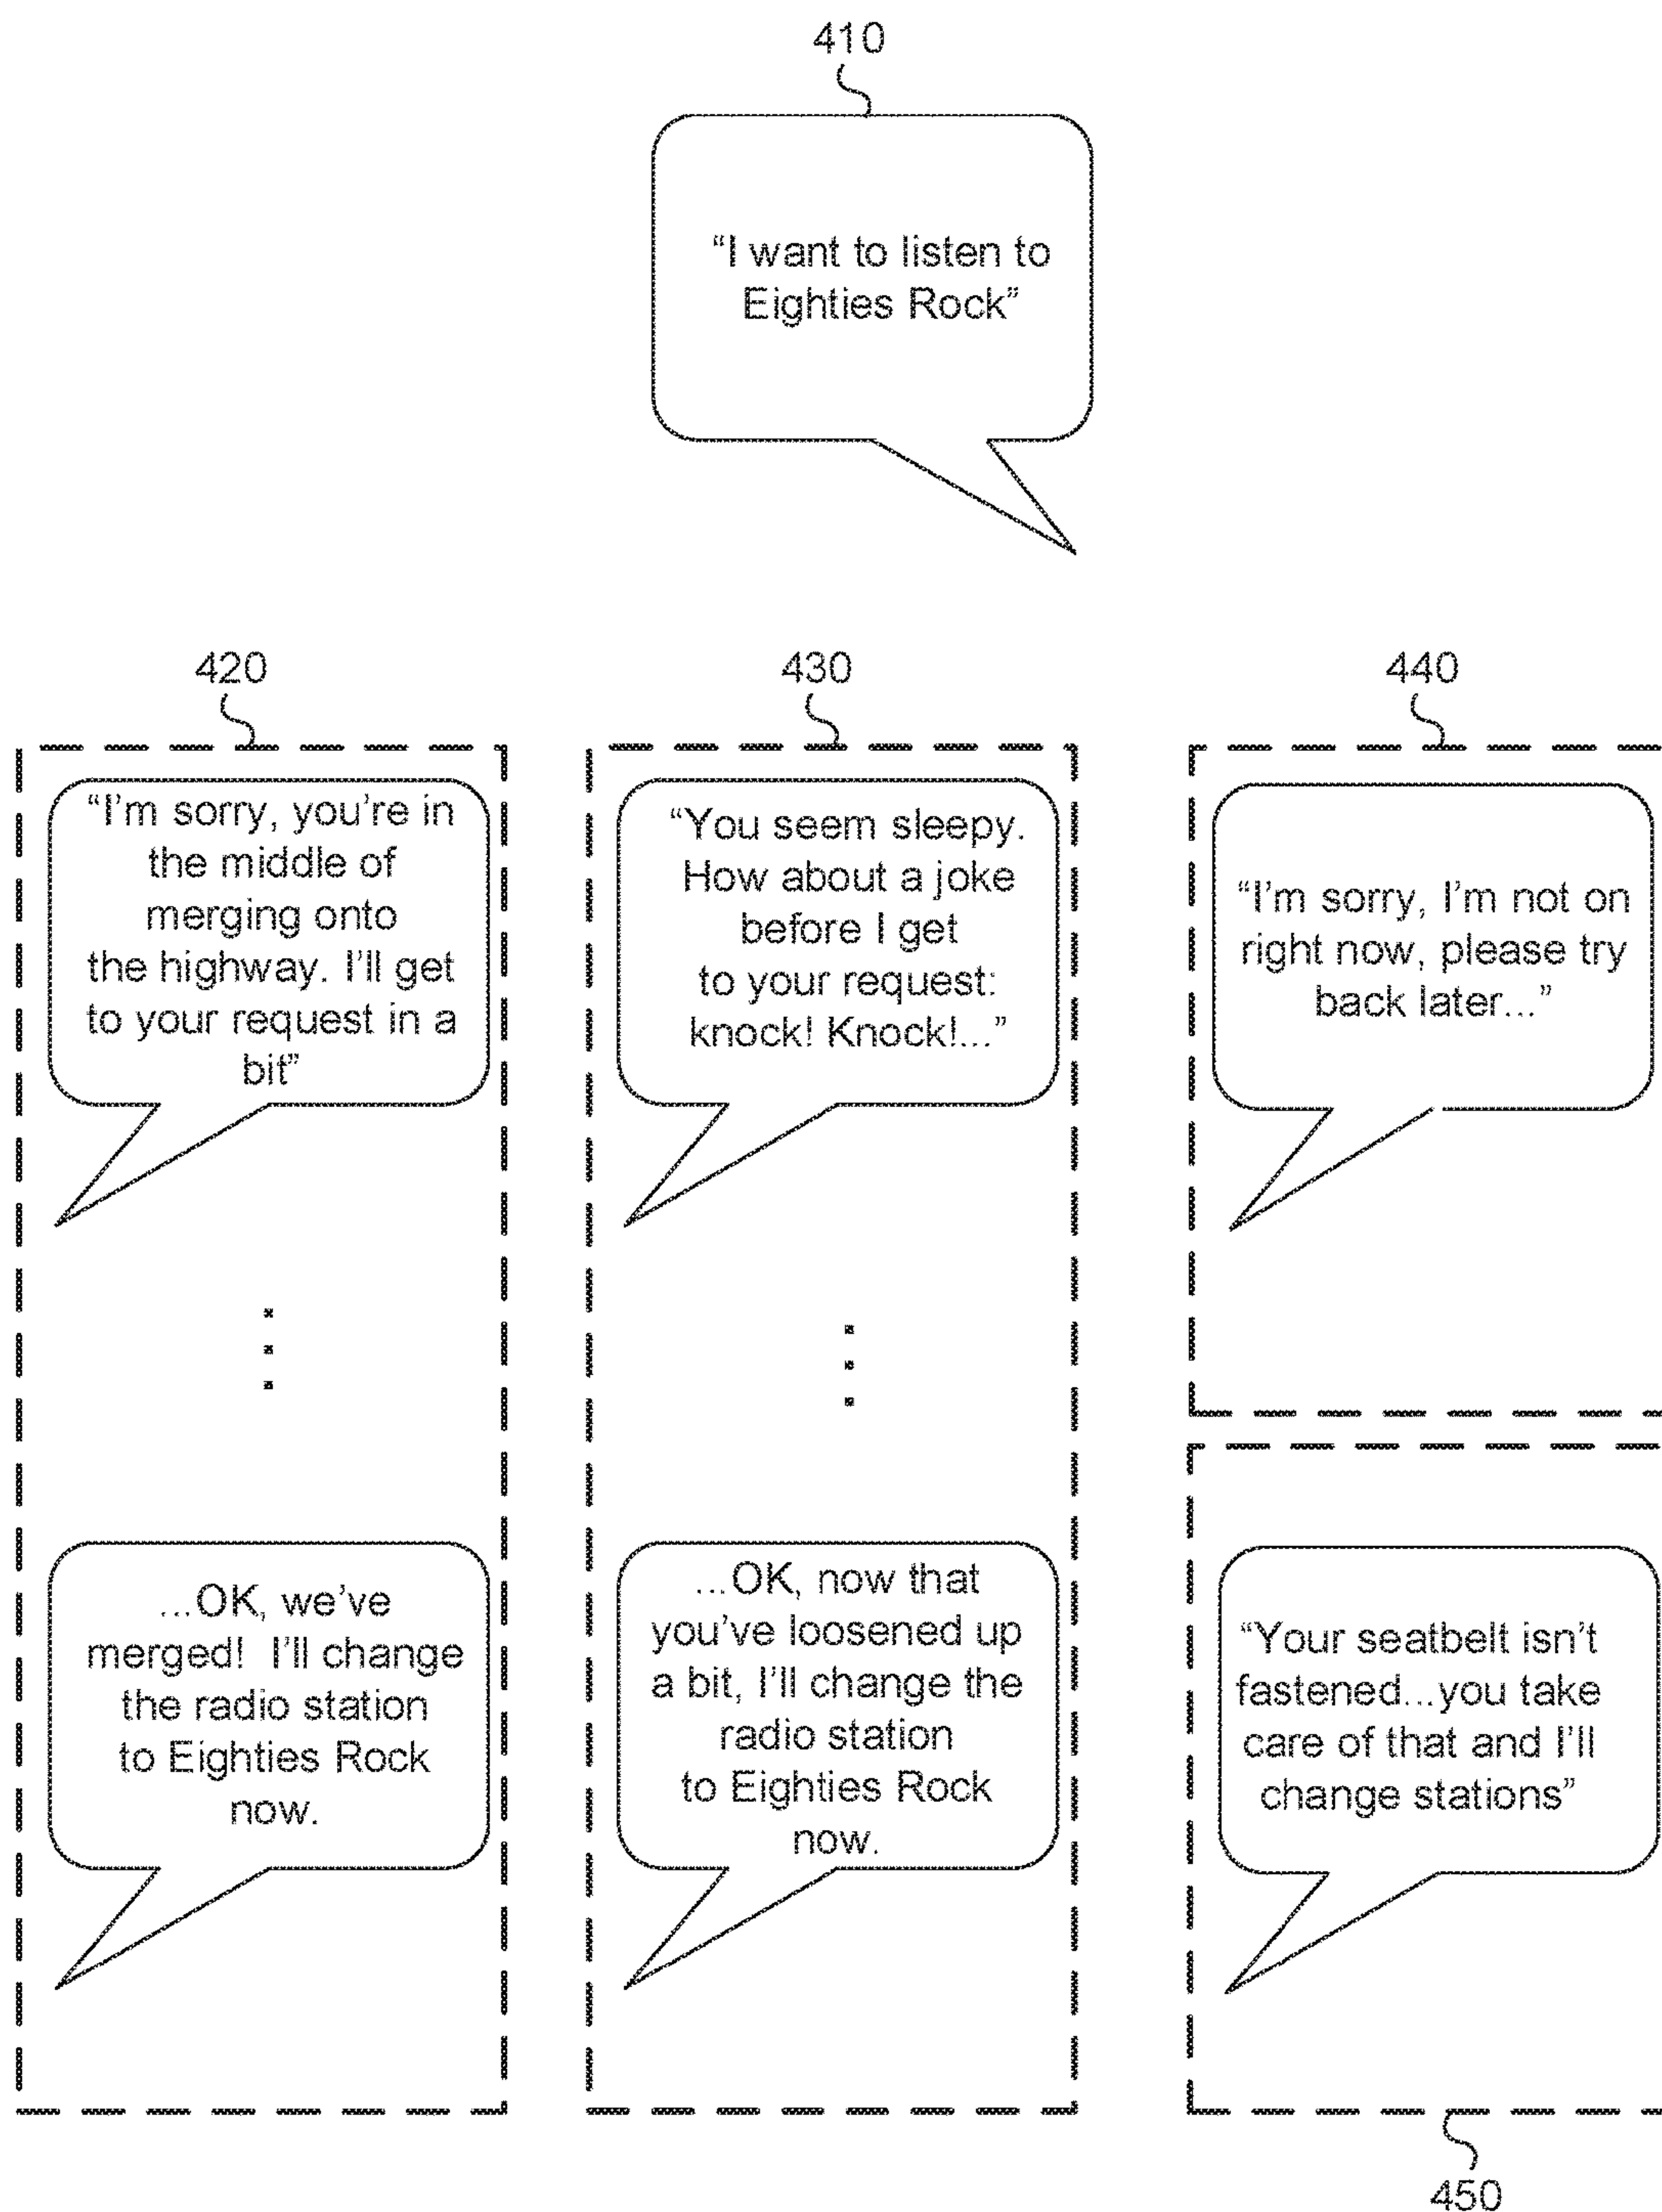 410
“I want to listen to
Eighties Rock”
420
“I’m sorry, you’re in
the middle of
merging onto
the highway. I’ll get
to your request in a
bit”
...OK, we’ve
merged! I’ll change
the radio station
to Eighties Rock
now.
430
“You seem sleepy.
How about a joke
before I get
to your request:
knock! Knock!...”
...OK, now that
you’ve loosened up
a bit, I’ll change the
radio station
to Eighties Rock
now.
440
“I’m sorry, I’m not on
right now, please try
back later...”
“Your seatbelt isn’t
fastened...you take
care of that and I’ll
change stations”
450